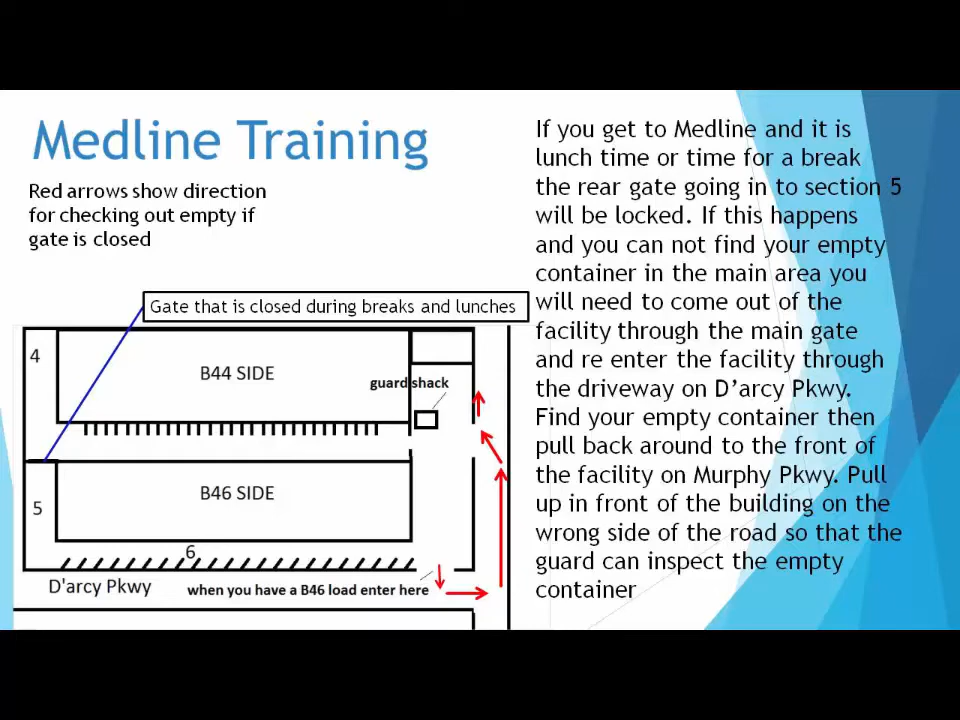 Medline Training
Red arrows show direction
for checking out empty if
gate is closed
If you get to Medline and it is
lunch time or time for a break
the rear gate going in to section 5
will be locked. If this happens
and you can not find your empty
container in the main area you
will need to come out of the
facility through the main gate
and re enter the facility through
the driveway on D'arcy Pkwy.
Find your empty container then
pull back around to the front of
the facility on Murphy Pkwy. Pull
up in front of the building on the
wrong side of the road so that the
guard can inspect the empty
container
Gate that is closed during breaks and lunches
4
B44 SIDE
guard shack
B46 SIDE
5
6
D'arcy Pkwy
when you have a B46 load enter here